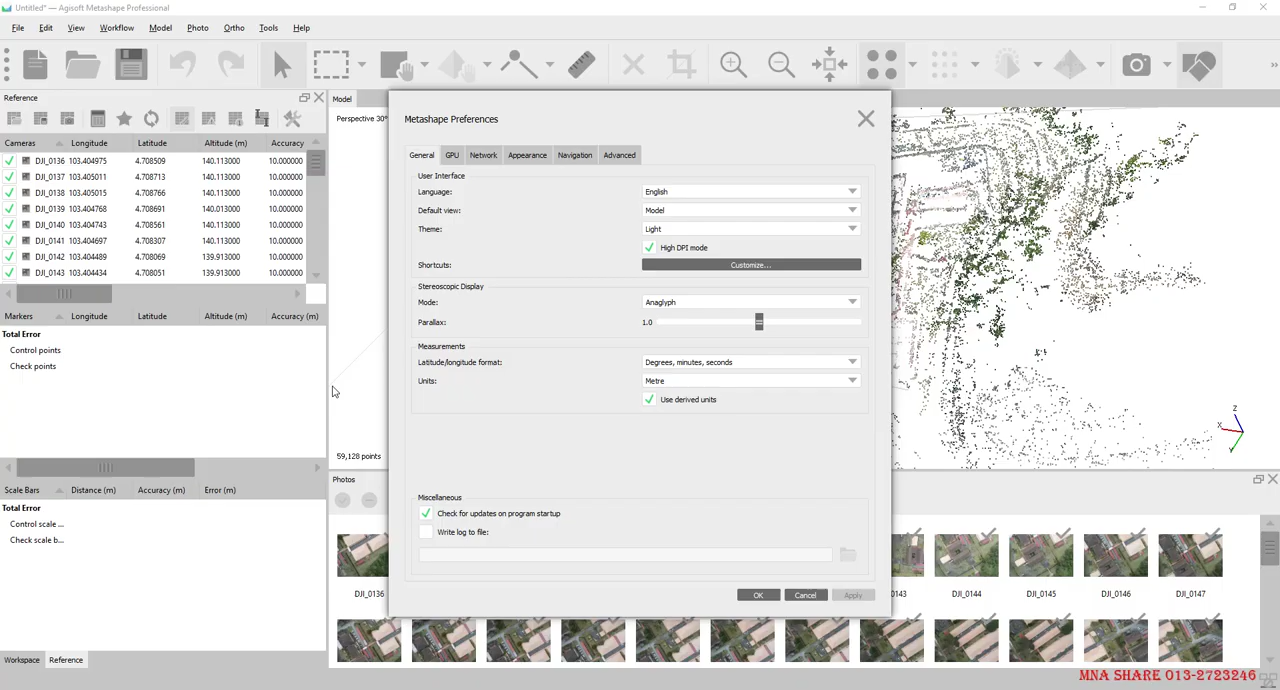 Untitled* — Agisoft Metashape Professional
File Edit View Workflow Model Photo Ortho Tools Help
Reference
Cameras Longitude Latitude Altitude (m) Accuracy
DJI_0136 103.404975 4.708509 140.113000 10.000000
DJI_0137 103.405011 4.708713 140.113000 10.000000
DJI_0138 103.405015 4.708766 140.113000 10.000000
DJI_0139 103.404768 4.708691 140.013000 10.000000
DJI_0140 103.404743 4.708561 140.113000 10.000000
DJI_0141 103.404697 4.708307 140.113000 10.000000
DJI_0142 103.404489 4.708069 139.913000 10.000000
DJI_0143 103.404434 4.708051 139.913000 10.000000
Markers Longitude Latitude Altitude (m) Accuracy (m)
Total Error
Control points
Check points
Scale Bars Distance (m) Accuracy (m) Error (m)
Total Error
Control scale ...
Check scale b...
Workspace Reference
Model
Perspective 30°
59,128 points
Metashape Preferences
General GPU Network Appearance Navigation Advanced
User Interface
Language: English
Default view: Model
Theme: Light
High DPI mode
Shortcuts: Customize...
Stereoscopic Display
Mode: Anaglyph
Parallax: 1.0
Measurements
Latitude/longitude format: Degrees, minutes, seconds
Units: Metre
Use derived units
Miscellaneous
Check for updates on program startup
Write log to file:
OK Cancel Apply
Z
X
Y
Photos
DJI_0136 0143 DJI_0144 DJI_0145 DJI_0146 DJI_0147
MNA SHARE 013-2723246